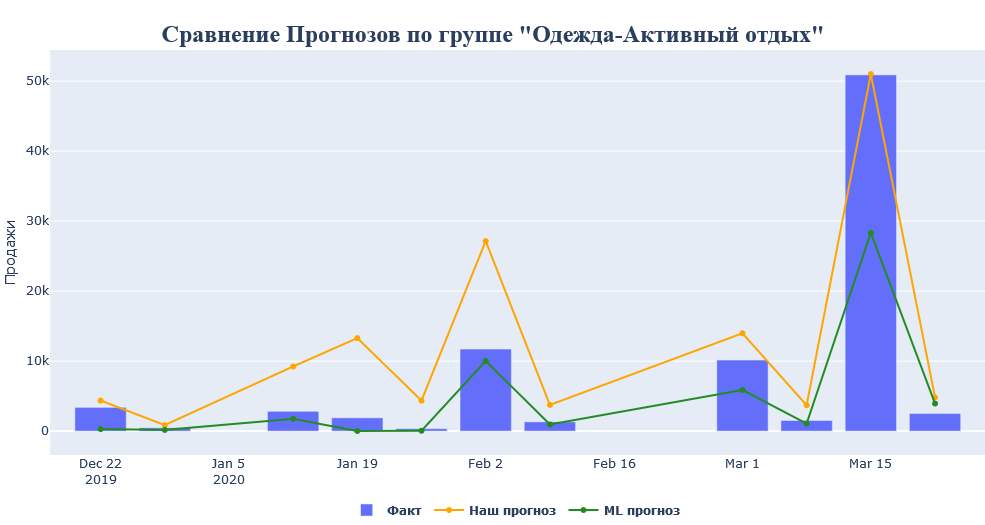 Сравнение Прогнозов по группе "Одежда-Активный отдых"
Продажи
50k
40k
30k
20k
10k
0
Dec 22
2019
Jan 5
2020
Jan 19
Feb 2
Feb 16
Mar 1
Mar 15
Факт
Наш прогноз
ML прогноз